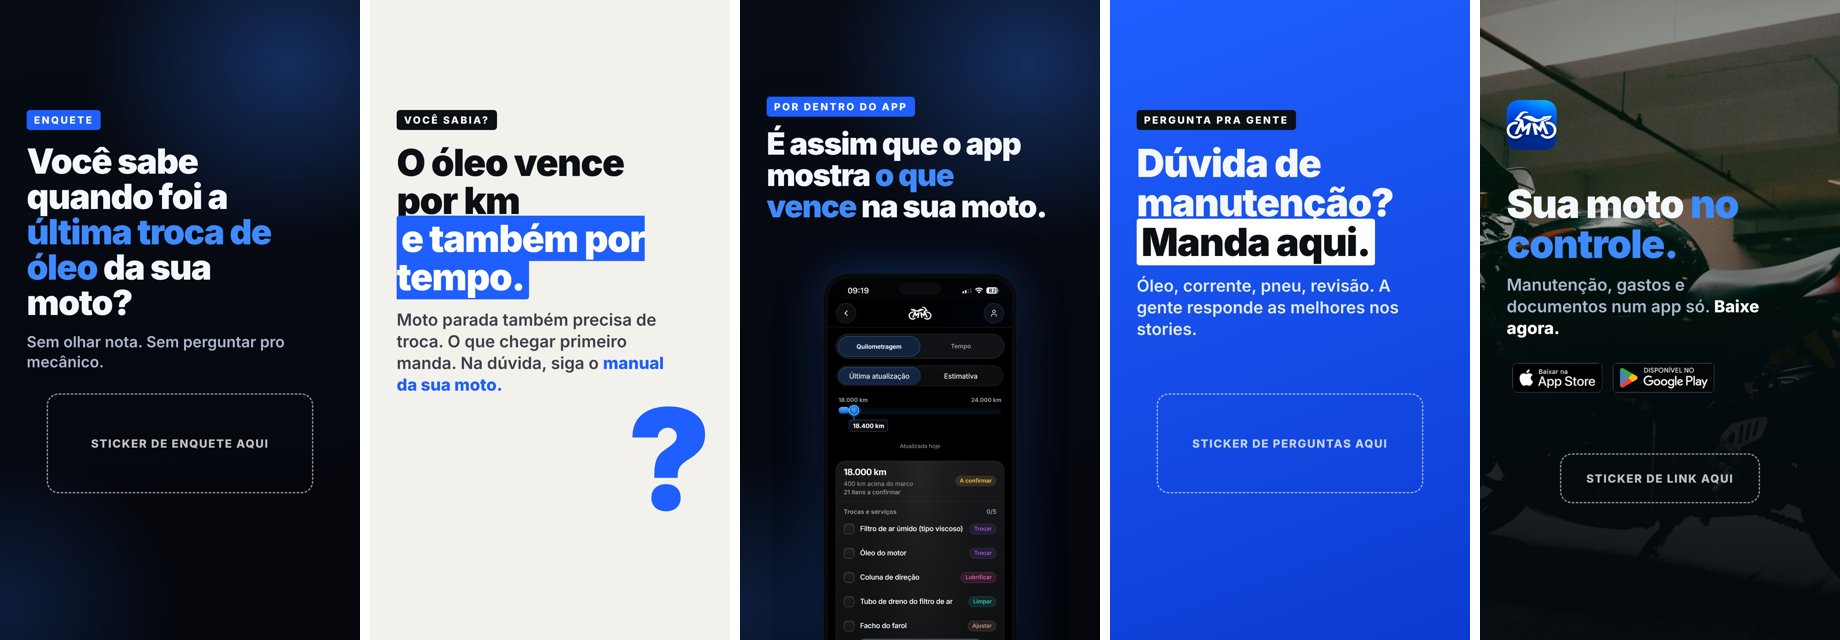 ENQUETE
Você sabe
quando foi a
última troca de
óleo da sua
moto?
Sem olhar nota. Sem perguntar pro
mecânico.
STICKER DE ENQUETE AQUI
VOCÊ SABIA?
O óleo vence
por km
e também por
tempo.
Moto parada também precisa de
troca. O que chegar primeiro
manda. Na dúvida, siga o manual
da sua moto.
?
POR DENTRO DO APP
É assim que o app
mostra o que
vence na sua moto.
09:19
82
MM
Quilometragem
Tempo
Última atualização
Estimativa
18.000 km
24.000 km
18.400 km
Atualizada hoje
18.000 km
400 km acima do marco
21 itens a confirmar
A confirmar
Trocas e serviços
0/5
Filtro de ar úmido (tipo viscoso)
Trocar
Óleo do motor
Trocar
Coluna de direção
Lubrificar
Tubo de dreno do filtro de ar
Limpar
Facho do farol
Ajustar
PERGUNTA PRA GENTE
Dúvida de
manutenção?
Manda aqui.
Óleo, corrente, pneu, revisão. A
gente responde as melhores nos
stories.
STICKER DE PERGUNTAS AQUI
MM
Sua moto no
controle.
Manutenção, gastos e
documentos num app só. Baixe
agora.
Baixar na
App Store
DISPONÍVEL NO
Google Play
STICKER DE LINK AQUI